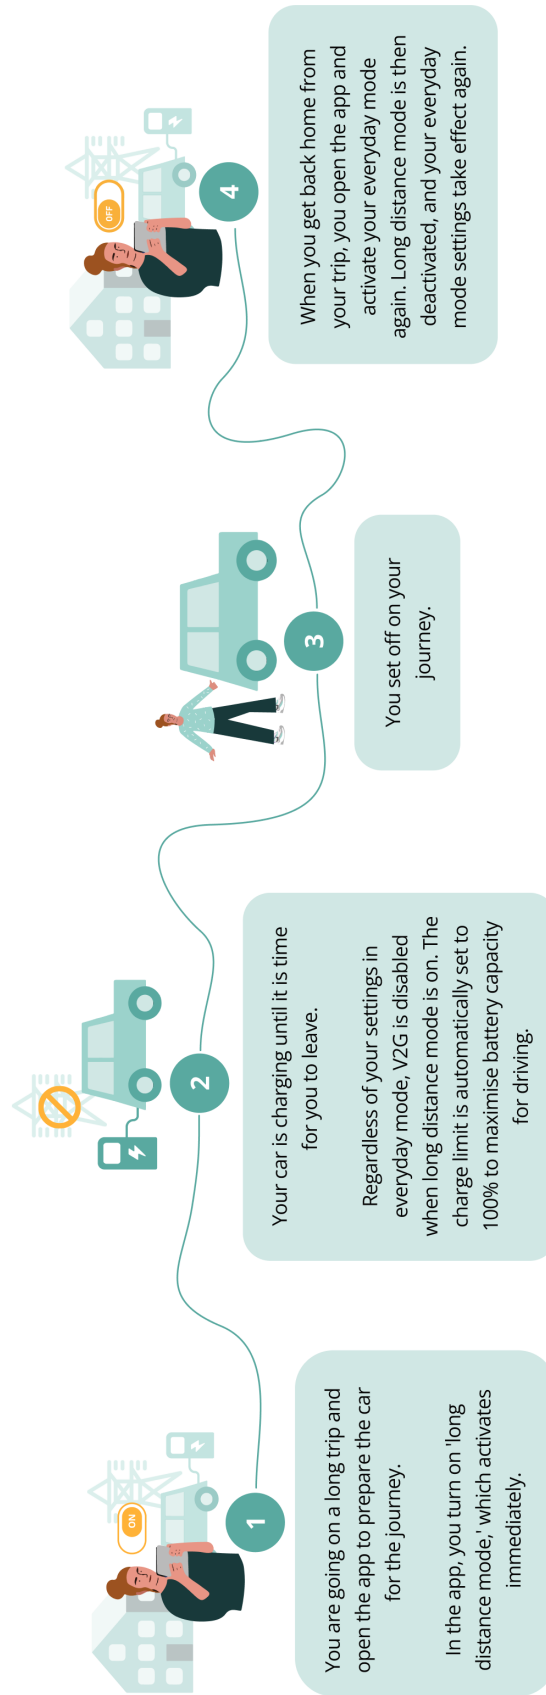 ON
1
You are going on a long trip and
open the app to prepare the car
for the journey.
In the app, you turn on 'long
distance mode,' which activates
immediately.
2
Your car is charging until it is time
for you to leave.
Regardless of your settings in
everyday mode, V2G is disabled
when long distance mode is on. The
charge limit is automatically set to
100% to maximise battery capacity
for driving.
3
You set off on your
journey.
OFF
4
When you get back home from
your trip, you open the app and
activate your everyday mode
again. Long distance mode is then
deactivated, and your everyday
mode settings take effect again.